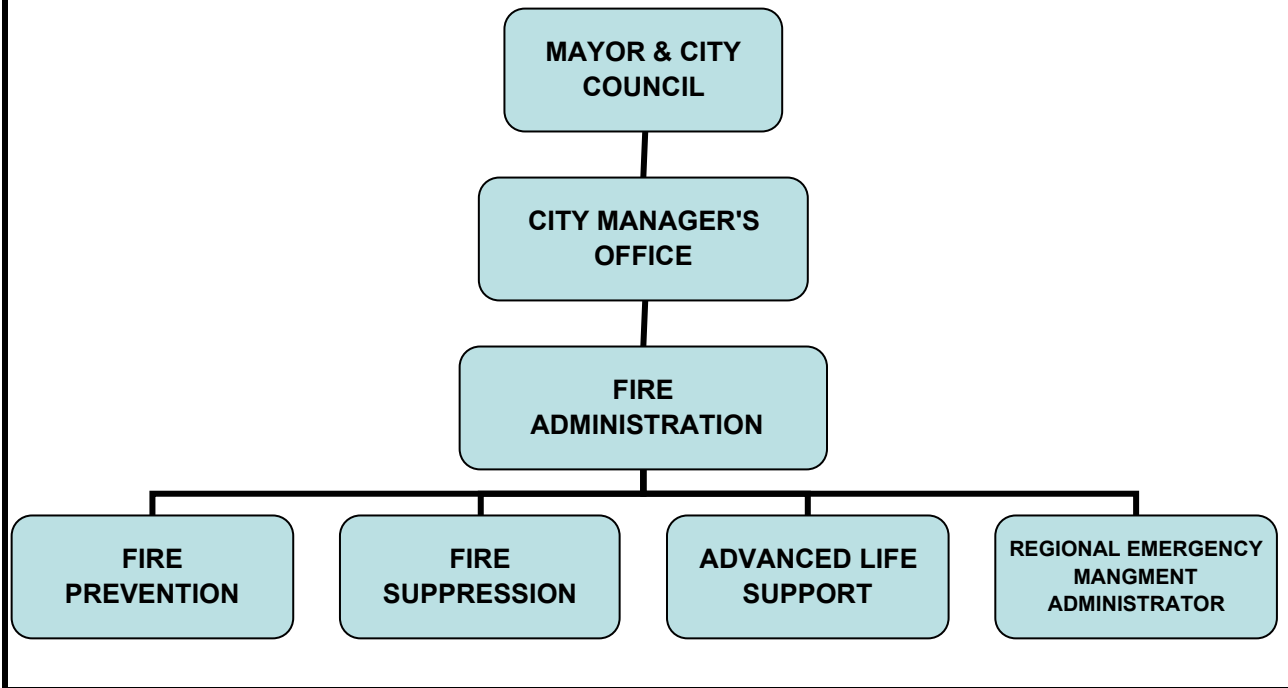 MAYOR & CITY
COUNCIL
CITY MANAGER'S
OFFICE
FIRE
ADMINISTRATION
FIRE
PREVENTION
FIRE
SUPPRESSION
ADVANCED LIFE
SUPPORT
REGIONAL EMERGENCY
MANGMENT
ADMINISTRATOR